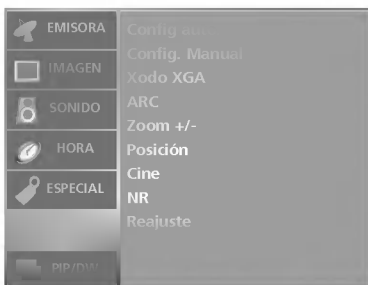 EMISORA
IMAGEN
SONIDO
HORA
ESPECIAL
PIP/DW
Config auto
Config. Manual
Xodo XGA
ARC
Zoom +/-
Posición
Cine
NR
Reajuste